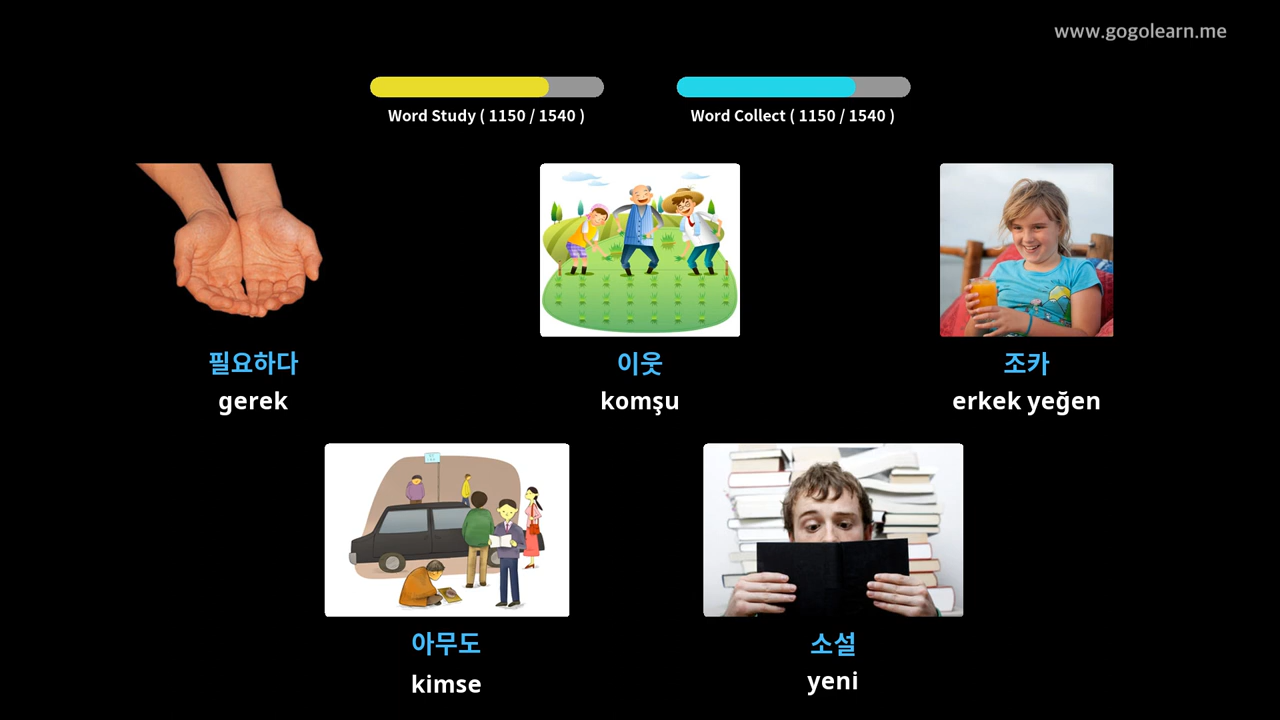 www.gogolearn.me
Word Study ( 1150 / 1540 )
Word Collect ( 1150 / 1540 )
필요하다
gerek
이웃
komşu
조카
erkek yeğen
아무도
kimse
소설
yeni